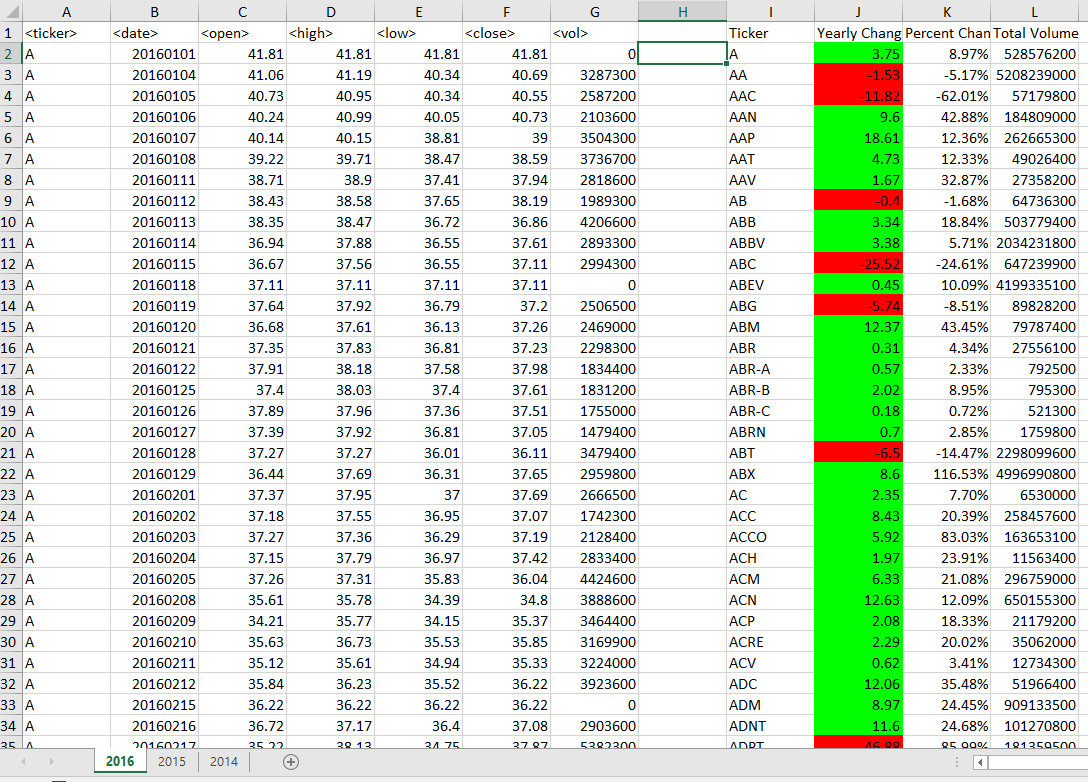 A B C D E F G H I J K L
1 <ticker> <date> <open> <high> <low> <close> <vol> Ticker Yearly Chang Percent Chan Total Volume
2 A 20160101 41.81 41.81 41.81 41.81 0 A 3.75 8.97% 528576200
3 A 20160104 41.06 41.19 40.34 40.69 3287300 AA -1.53 -5.17% 5208239000
4 A 20160105 40.73 40.95 40.34 40.55 2587200 AAC -11.82 -62.01% 57179800
5 A 20160106 40.24 40.99 40.05 40.73 2103600 AAN 9.6 42.88% 184809000
6 A 20160107 40.14 40.15 38.81 39 3504300 AAP 18.61 12.36% 262665300
7 A 20160108 39.22 39.71 38.47 38.59 3736700 AAT 4.73 12.33% 49026400
8 A 20160111 38.71 38.9 37.41 37.94 2818600 AAV 1.67 32.87% 27358200
9 A 20160112 38.43 38.58 37.65 38.19 1989300 AB -0.4 -1.68% 64736300
10 A 20160113 38.35 38.47 36.72 36.86 4206600 ABB 3.34 18.84% 503779400
11 A 20160114 36.94 37.88 36.55 37.61 2893300 ABBV 3.38 5.71% 2034231800
12 A 20160115 36.67 37.56 36.55 37.11 2994300 ABC -25.52 -24.61% 647239900
13 A 20160118 37.11 37.11 37.11 37.11 0 ABEV 0.45 10.09% 4199335100
14 A 20160119 37.64 37.92 36.79 37.2 2506500 ABG -5.74 -8.51% 89828200
15 A 20160120 36.68 37.61 36.13 37.26 2469000 ABM 12.37 43.45% 79787400
16 A 20160121 37.35 37.83 36.81 37.23 2298300 ABR 0.31 4.34% 27556100
17 A 20160122 37.91 38.18 37.58 37.98 1834400 ABR-A 0.57 2.33% 792500
18 A 20160125 37.4 38.03 37.4 37.61 1831200 ABR-B 2.02 8.95% 795300
19 A 20160126 37.89 37.96 37.36 37.51 1755000 ABR-C 0.18 0.72% 521300
20 A 20160127 37.39 37.92 36.81 37.05 1479400 ABRN 0.7 2.85% 1759800
21 A 20160128 37.27 37.27 36.01 36.11 3479400 ABT -6.5 -14.47% 2298099600
22 A 20160129 36.44 37.69 36.31 37.65 2959800 ABX 8.6 116.53% 4996990800
23 A 20160201 37.37 37.95 37 37.69 2666500 AC 2.35 7.70% 6530000
24 A 20160202 37.18 37.55 36.95 37.07 1742300 ACC 8.43 20.39% 258457600
25 A 20160203 37.27 37.36 36.29 37.19 2128400 ACCO 5.92 83.03% 163653100
26 A 20160204 37.15 37.79 36.97 37.42 2833400 ACH 1.97 23.91% 11563400
27 A 20160205 37.26 37.31 35.83 36.04 4424600 ACM 6.33 21.08% 296759000
28 A 20160208 35.61 35.78 34.39 34.8 3888600 ACN 12.63 12.09% 650155300
29 A 20160209 34.21 35.77 34.15 35.37 3464400 ACP 2.08 18.33% 21179200
30 A 20160210 35.63 36.73 35.53 35.85 3169900 ACRE 2.29 20.02% 35062000
31 A 20160211 35.12 35.61 34.94 35.33 3224000 ACV 0.62 3.41% 12734300
32 A 20160212 35.84 36.23 35.52 36.22 3923600 ADC 12.06 35.48% 51966400
33 A 20160215 36.22 36.22 36.22 36.22 0 ADM 8.97 24.45% 909133500
34 A 20160216 36.72 37.17 36.4 37.08 2903600 ADNT 11.6 24.68% 101270800
35 A 20160217 38.13 34.75 37.87 5382300 ADPT 85.99% 181359500
2016 2015 2014